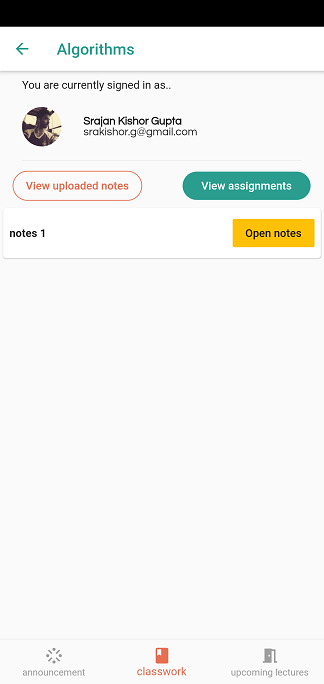 Algorithms
You are currently signed in as..
Srajan Kishor Gupta
srakishor.g@gmail.com
View uploaded notes
View assignments
notes 1
Open notes
announcement
classwork
upcoming lectures